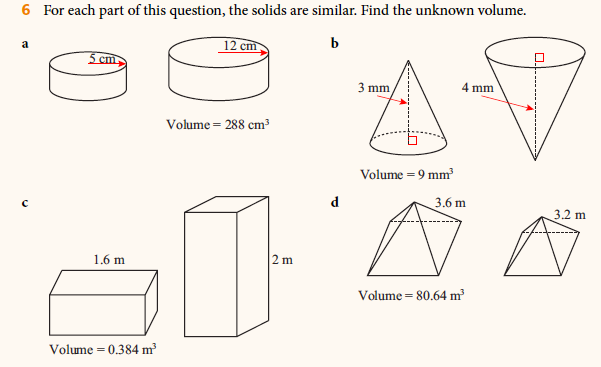 6 For each part of this question, the solids are similar. Find the unknown volume.
a
5 cm
12 cm
Volume = 288 cm³
b
3 mm
4 mm
Volume = 9 mm³
c
1.6 m
2 m
Volume = 0.384 m³
d
3.6 m
3.2 m
Volume = 80.64 m³